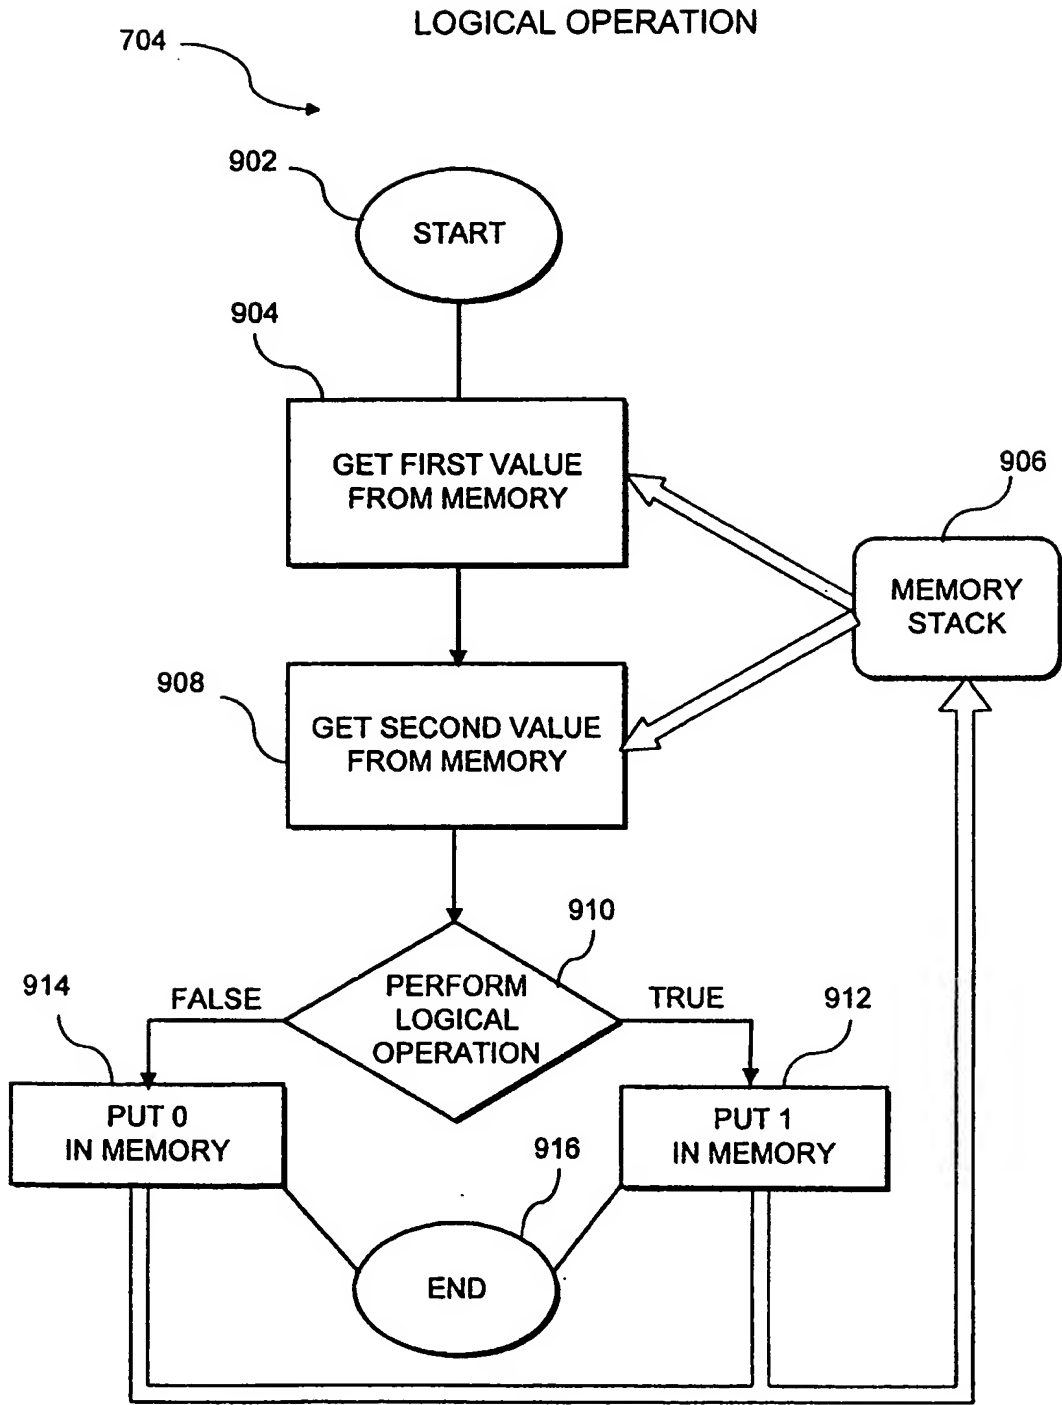 LOGICAL OPERATION
704
902
START
904
GET FIRST VALUE
FROM MEMORY
906
MEMORY
STACK
908
GET SECOND VALUE
FROM MEMORY
910
PERFORM
LOGICAL
OPERATION
FALSE
TRUE
914
912
PUT 0
IN MEMORY
PUT 1
IN MEMORY
916
END